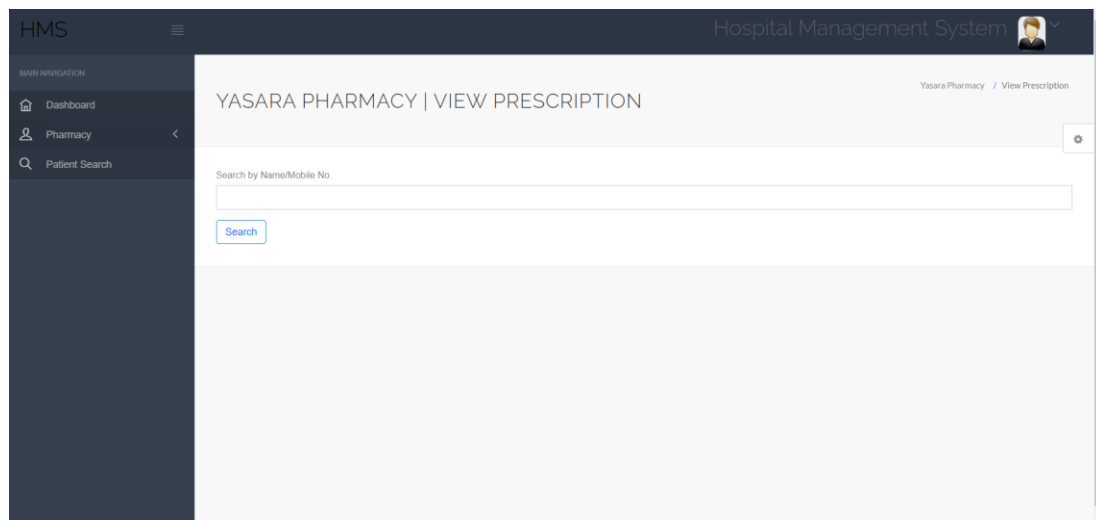 HMS
Hospital Management System
MAIN NAVIGATION
Dashboard
Pharmacy
Patient Search
YASARA PHARMACY | VIEW PRESCRIPTION
Yasara Pharmacy / View Prescription
Search by Name/Mobile No.
Search